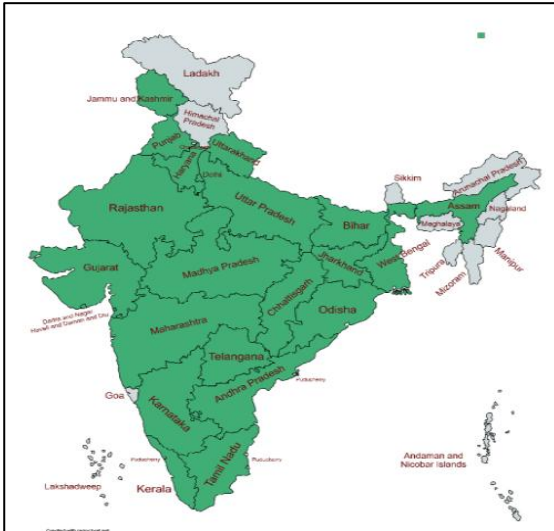 Ladakh
Jammu and Kashmir
Himachal
Pradesh
Punjab
Uttarakhand
Haryana
Delhi
Sikkim
Arunachal Pradesh
Rajasthan
Uttar Pradesh
Assam
Nagaland
Bihar
Maghalaya
Manipur
Gujarat
Madhya Pradesh
Jharkhand
West Bengal
Tripura
Mizoram
Chhattisgarh
Odisha
Dadra and Nagar
Haveli and Daman and Diu
Maharashtra
Telangana
Andhra Pradesh
Puducherry
Goa
Karnataka
Andaman and
Nicobar Islands
Puducherry
Puducherry
Lakshadweep
Kerala
Tamil Nadu